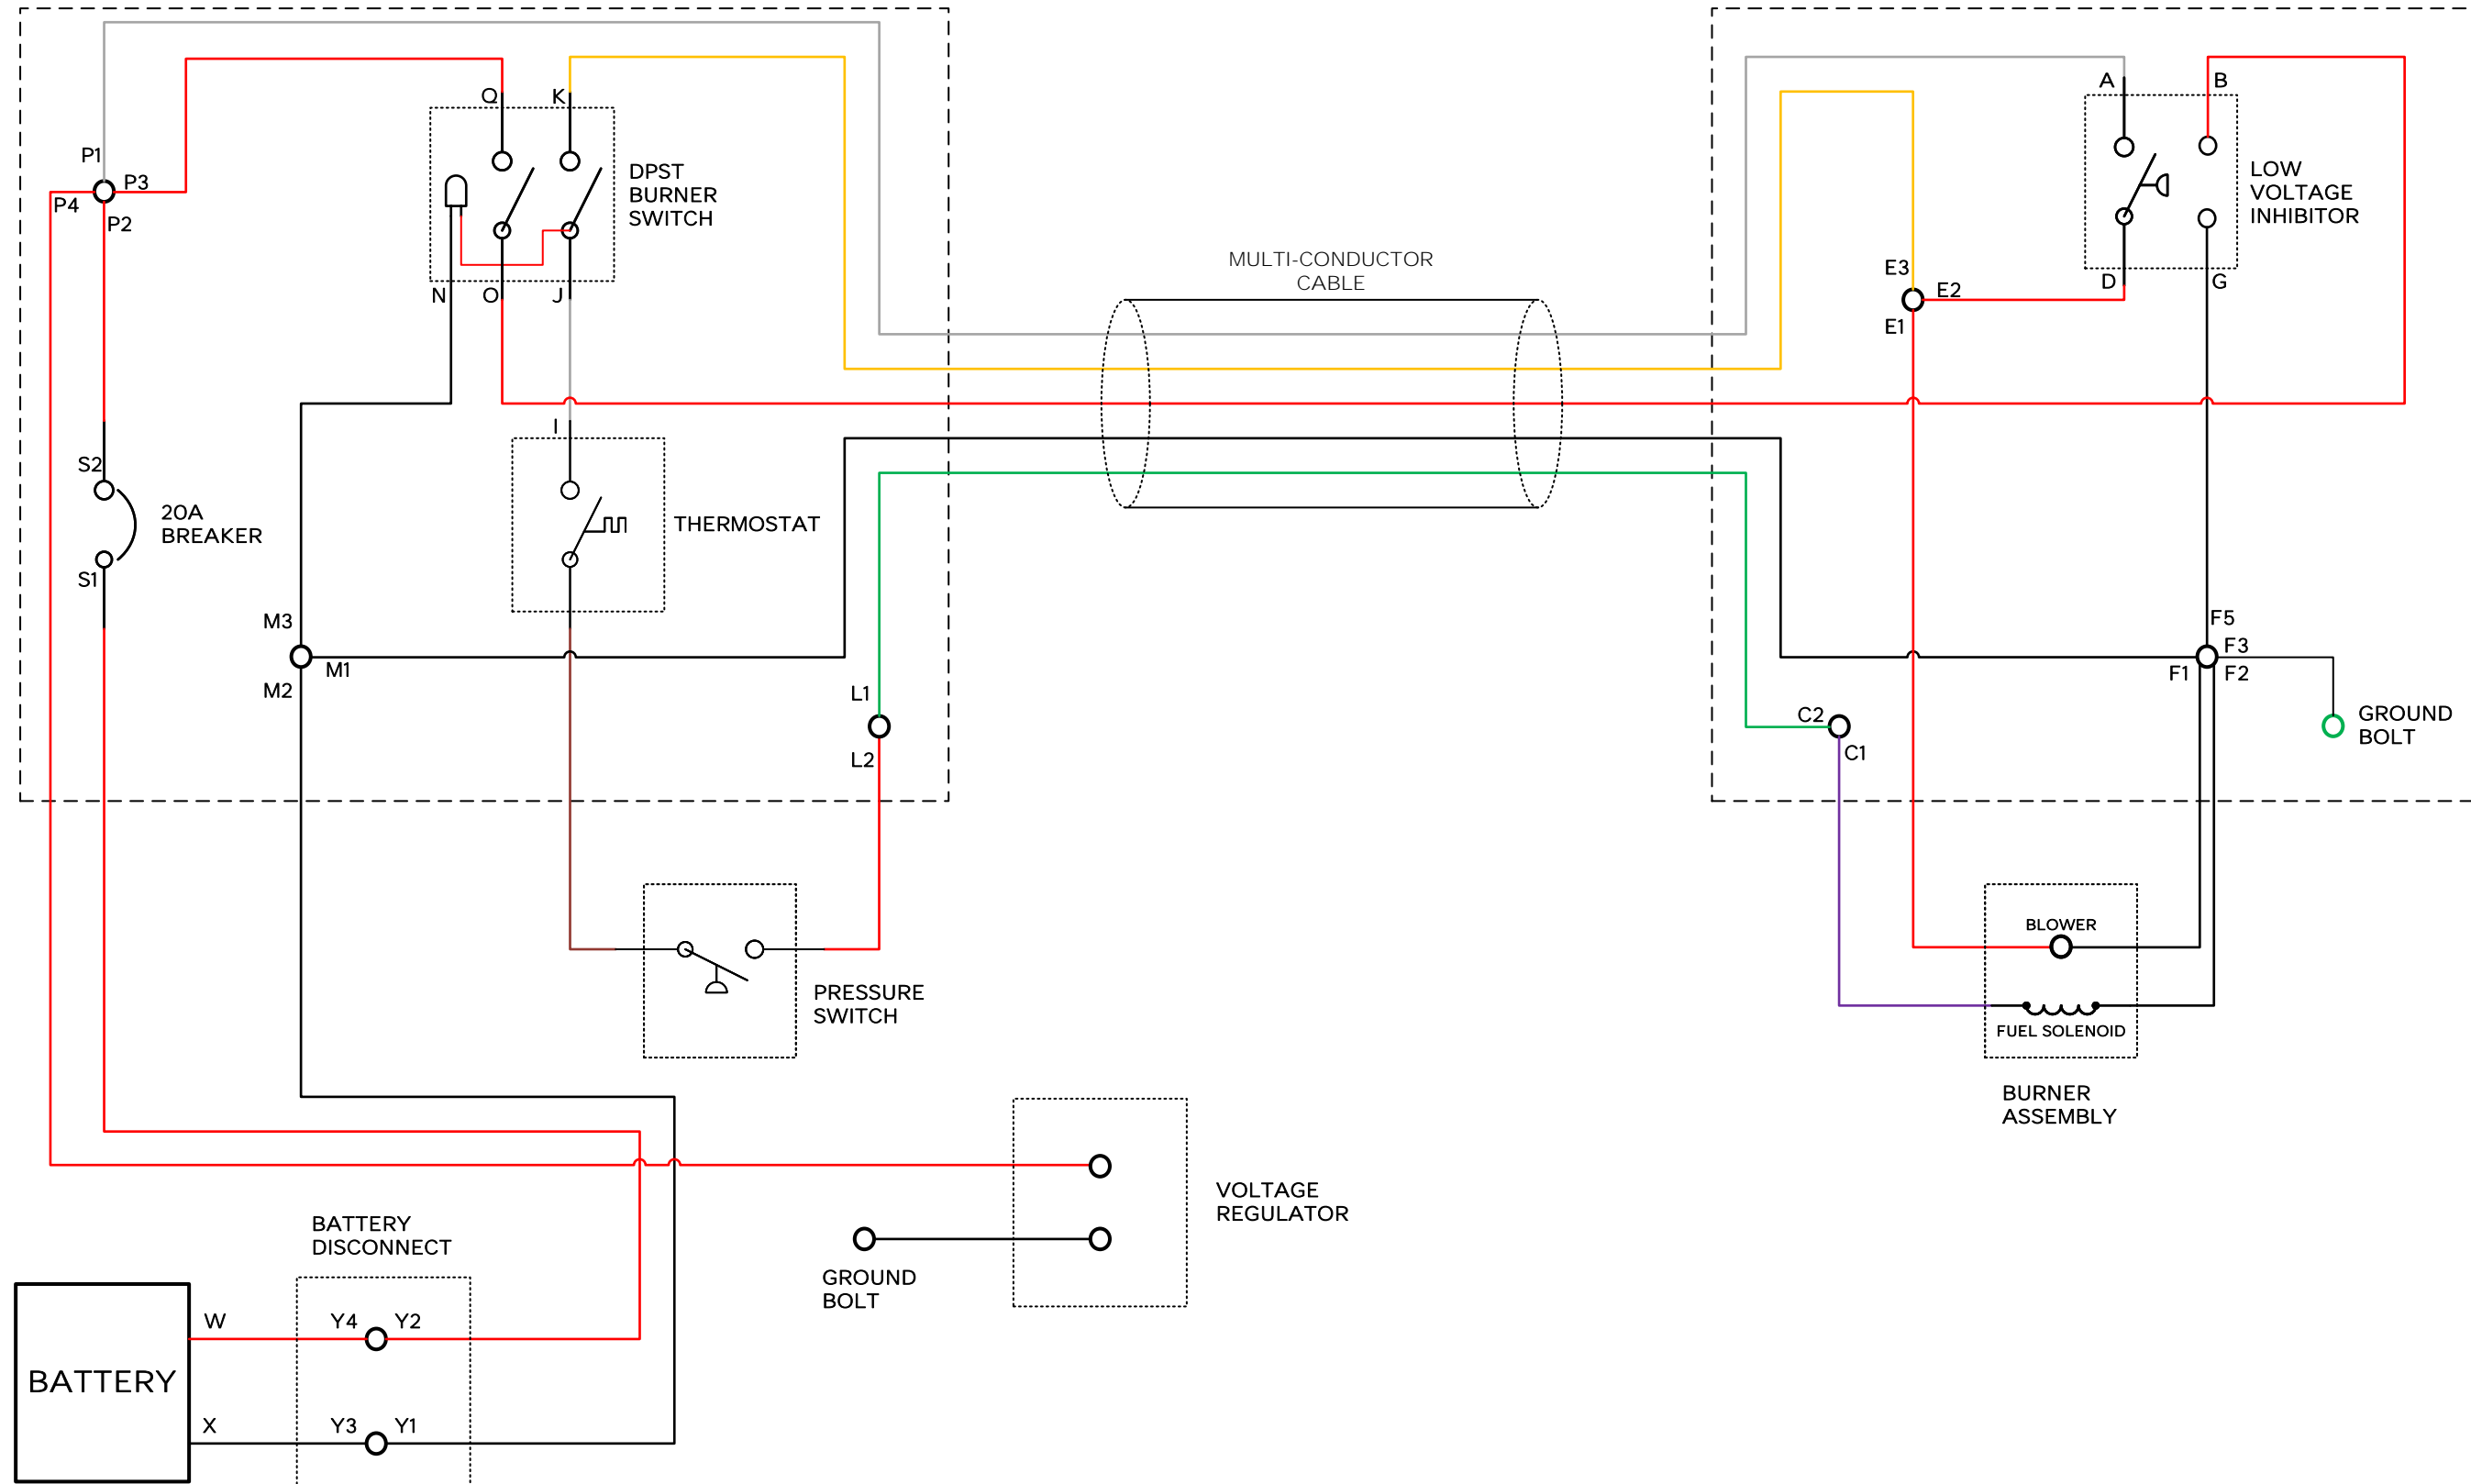 Q
K
A
B
P1
P3
P4
P2
DPST
BURNER
SWITCH
LOW
VOLTAGE
INHIBITOR
MULTI-CONDUCTOR
CABLE
E3
E2
E1
D
G
N
O
J
I
S2
20A
BREAKER
S1
THERMOSTAT
M3
M1
M2
L1
L2
F5
F3
F1
F2
C2
C1
GROUND
BOLT
BLOWER
FUEL SOLENOID
PRESSURE
SWITCH
BURNER
ASSEMBLY
VOLTAGE
REGULATOR
BATTERY
DISCONNECT
GROUND
BOLT
W
Y4
Y2
BATTERY
X
Y3
Y1